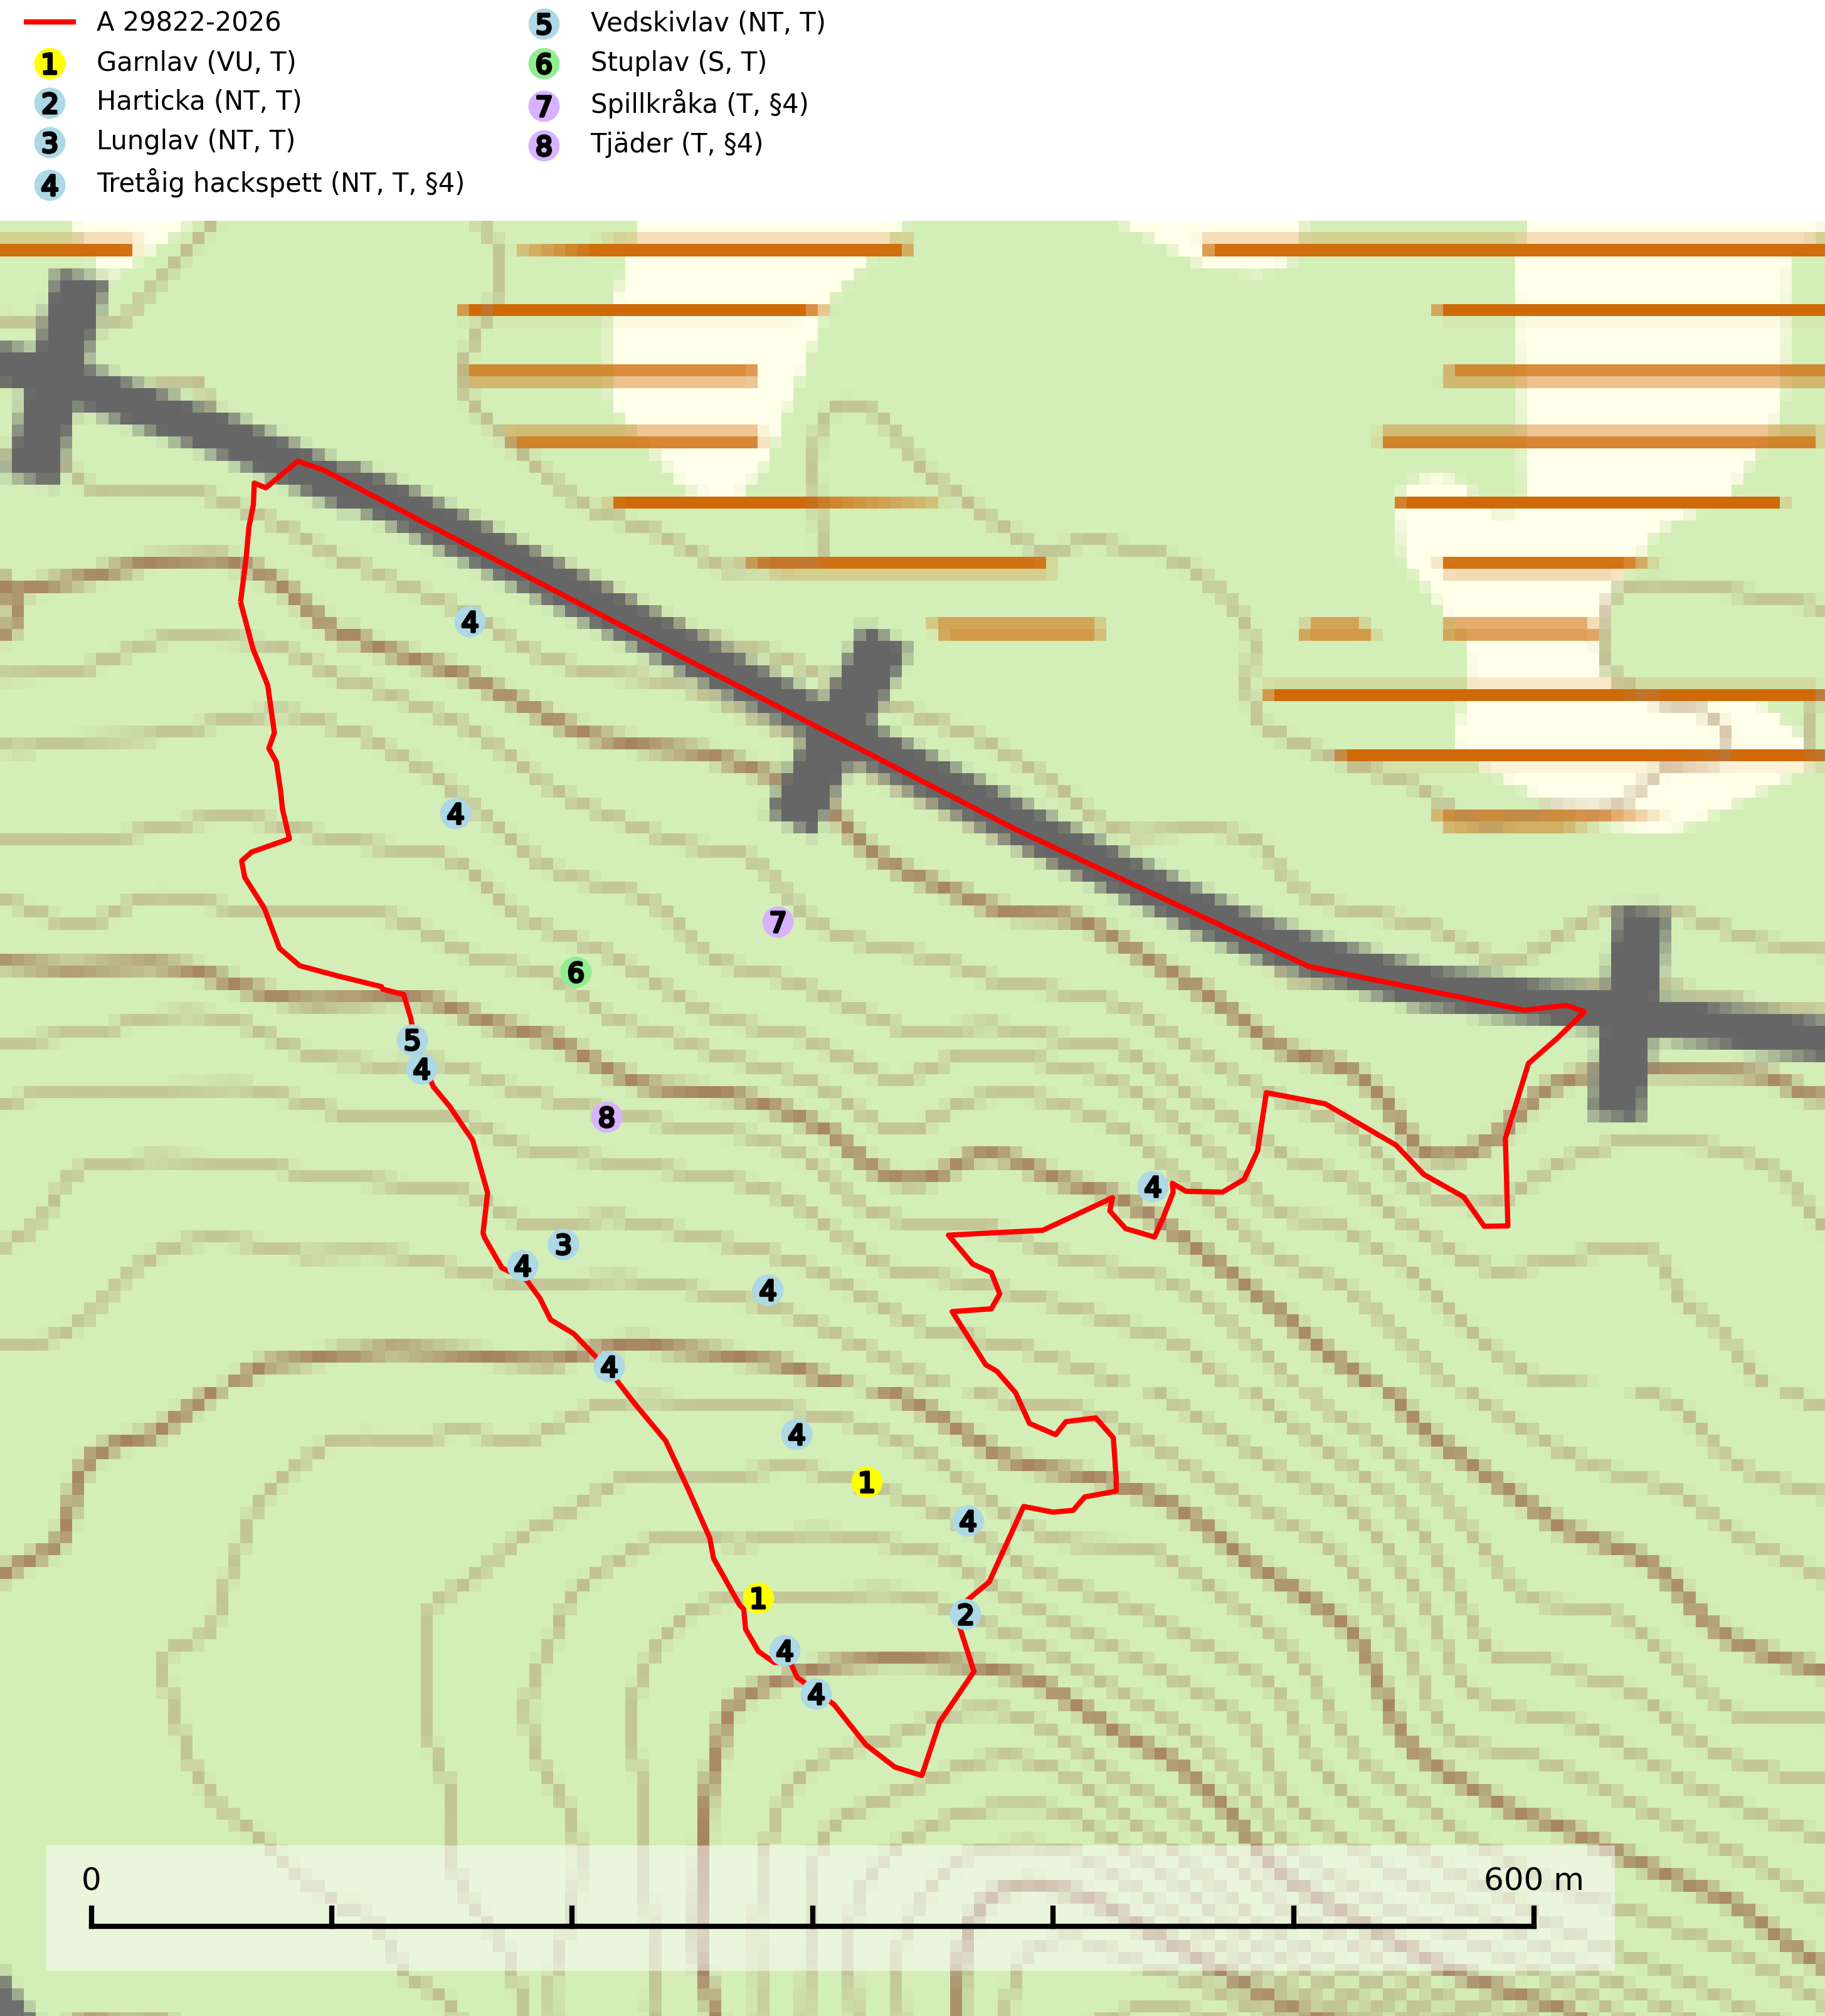 A 29822-2026
1 Garnlav (VU, T)
2 Harticka (NT, T)
3 Lunglav (NT, T)
4 Tretåig hackspett (NT, T, §4)
5 Vedskivlav (NT, T)
6 Stuplav (S, T)
7 Spillkråka (T, §4)
8 Tjäder (T, §4)
4
4
7
6
5
4
8
4
3
4
4
4
4
1
4
1
2
4
4
0 600 m